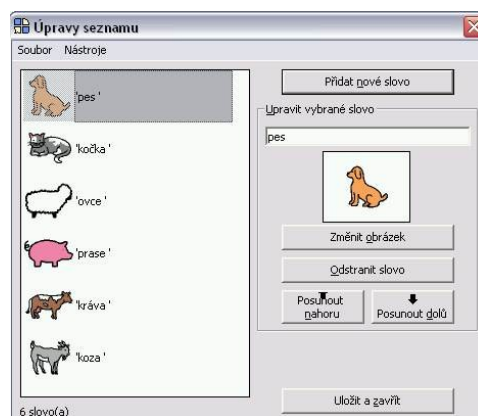 Úpravy seznamu
Soubor Nástroje
'pes '
'kočka '
'ovce '
'prase '
'kráva '
'koza '
6 slovo(a)
Přidat nové slovo
Upravit vybrané slovo
pes
Změnit obrázek
Odstranit slovo
Posunout
nahoru
Posunout dolů
Uložit a zavřít